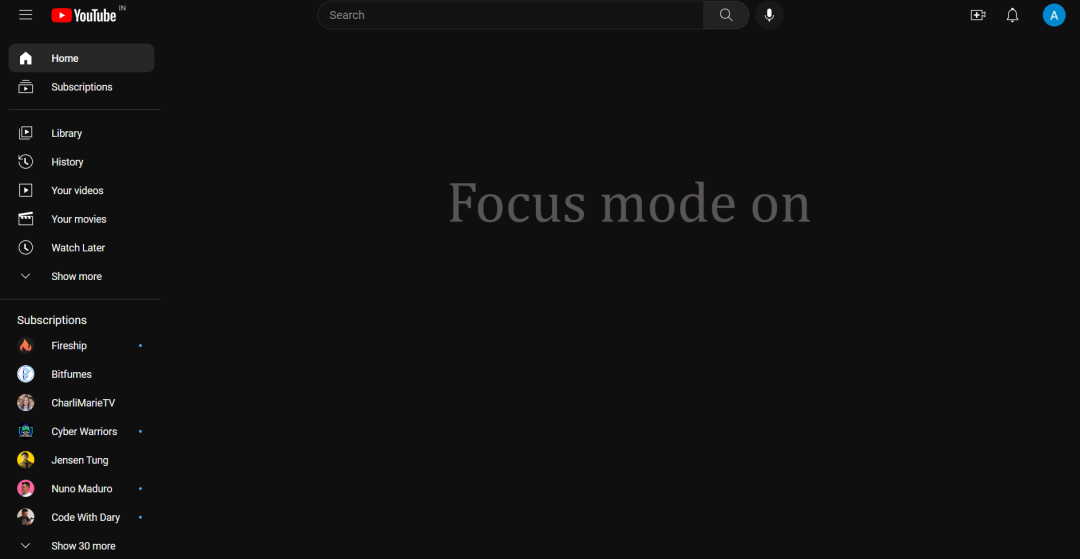 YouTube IN
Search
A
Home
Subscriptions
Library
History
Your videos
Your movies
Watch Later
Show more
Focus mode on
Subscriptions
Fireship
Bitfumes
CharliMarieTV
Cyber Warriors
Jensen Tung
Nuno Maduro
Code With Dary
Show 30 more